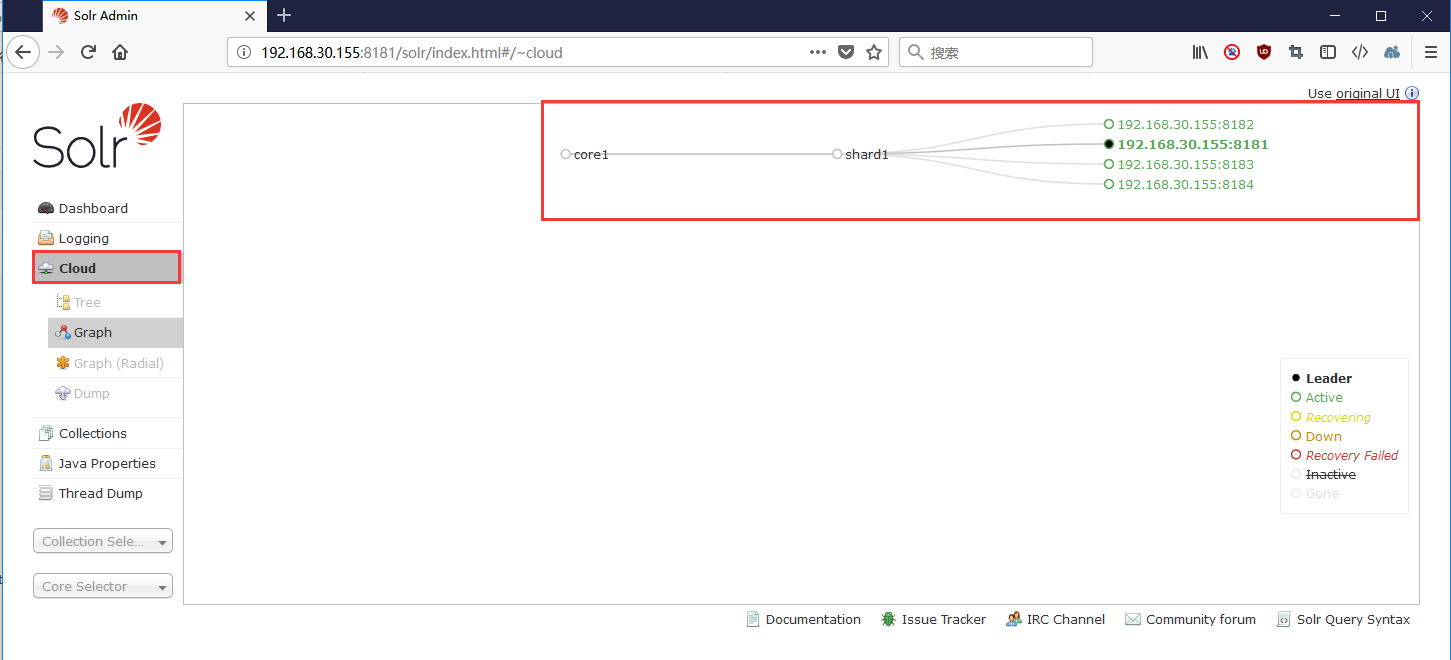 Solr Admin
192.168.30.155:8181/solr/index.html#/~cloud
搜索
Use original UI
Solr
Dashboard
Logging
Cloud
Tree
Graph
Graph (Radial)
Dump
Collections
Java Properties
Thread Dump
Collection Sele...
Core Selector
core1
shard1
192.168.30.155:8182
192.168.30.155:8181
192.168.30.155:8183
192.168.30.155:8184
Leader
Active
Recovering
Down
Recovery Failed
Inactive
Gone
Documentation
Issue Tracker
IRC Channel
Community forum
Solr Query Syntax